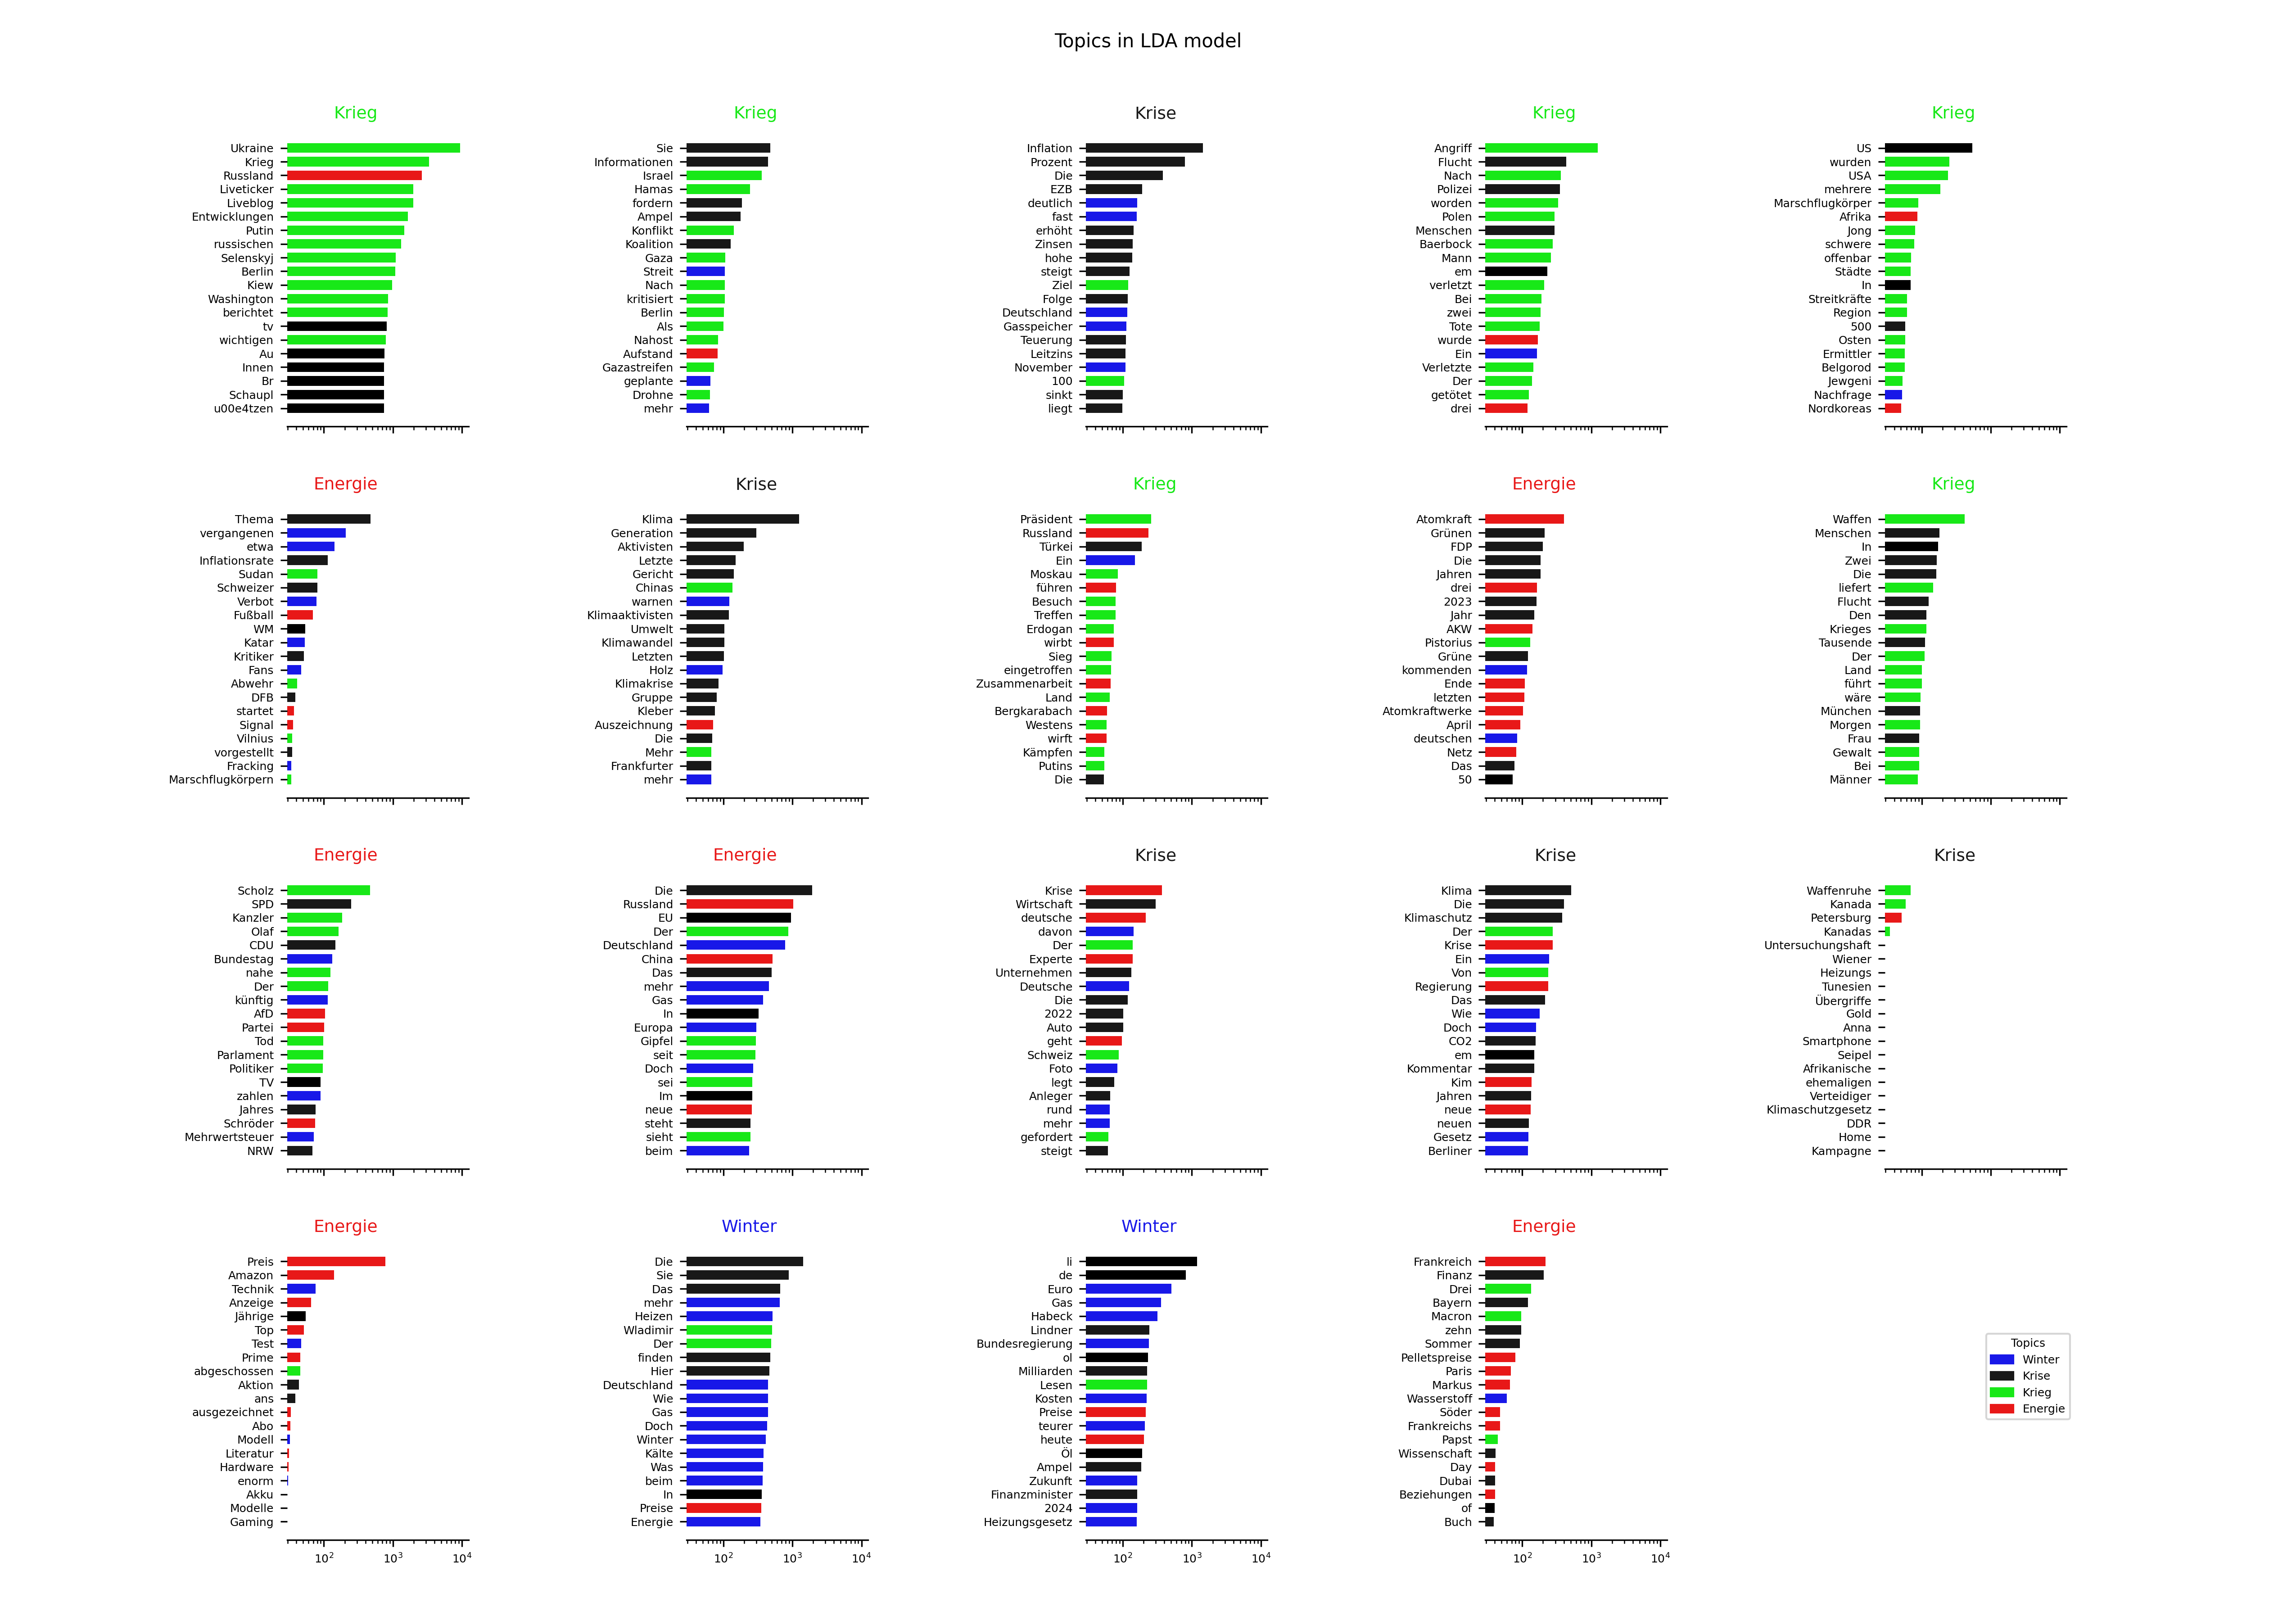 Topics in LDA model
Krieg
Ukraine
Krieg
Russland
Liveticker
Liveblog
Entwicklungen
Putin
russischen
Selenskyj
Berlin
Kiew
Washington
berichtet
tv
wichtigen
Au
Innen
Br
Schaupl
u00e4tzen
Krieg
Sie
Informationen
Israel
Hamas
fordern
Ampel
Konflikt
Koalition
Gaza
Streit
Nach
kritisiert
Berlin
Als
Nahost
Aufstand
Gazastreifen
geplante
Drohne
mehr
Krise
Inflation
Prozent
Die
EZB
deutlich
fast
erhöht
Zinsen
hohe
steigt
Ziel
Folge
Deutschland
Gasspeicher
Teuerung
Leitzins
November
100
sinkt
liegt
Krieg
Angriff
Flucht
Nach
Polizei
worden
Polen
Menschen
Baerbock
Mann
em
verletzt
Bei
zwei
Tote
wurde
Ein
Verletzte
Der
getötet
drei
Krieg
US
wurden
USA
mehrere
Marschflugkörper
Afrika
Jong
schwere
offenbar
Städte
In
Streitkräfte
Region
500
Osten
Ermittler
Belgorod
Jewgeni
Nachfrage
Nordkoreas
Energie
Thema
vergangenen
etwa
Inflationsrate
Sudan
Schweizer
Verbot
Fußball
WM
Katar
Kritiker
Fans
Abwehr
DFB
startet
Signal
Vilnius
vorgestellt
Fracking
Marschflugkörpern
Krise
Klima
Generation
Aktivisten
Letzte
Gericht
Chinas
warnen
Klimaaktivisten
Umwelt
Klimawandel
Letzten
Holz
Klimakrise
Gruppe
Kleber
Auszeichnung
Die
Mehr
Frankfurter
mehr
Krieg
Präsident
Russland
Türkei
Ein
Moskau
führen
Besuch
Treffen
Erdogan
wirbt
Sieg
eingetroffen
Zusammenarbeit
Land
Bergkarabach
Westens
wirft
Kämpfen
Putins
Die
Energie
Atomkraft
Grünen
FDP
Die
Jahren
drei
2023
Jahr
AKW
Pistorius
Grüne
kommenden
Ende
letzten
Atomkraftwerke
April
deutschen
Netz
Das
50
Krieg
Waffen
Menschen
In
Zwei
Die
liefert
Flucht
Den
Krieges
Tausende
Der
Land
führt
wäre
München
Morgen
Frau
Gewalt
Bei
Männer
Energie
Scholz
SPD
Kanzler
Olaf
CDU
Bundestag
nahe
Der
künftig
AfD
Partei
Tod
Parlament
Politiker
TV
zahlen
Jahres
Schröder
Mehrwertsteuer
NRW
Energie
Die
Russland
EU
Der
Deutschland
China
Das
mehr
Gas
In
Europa
Gipfel
seit
Doch
sei
Im
neue
steht
sieht
beim
Krise
Krise
Wirtschaft
deutsche
davon
Der
Experte
Unternehmen
Deutsche
Die
2022
Auto
geht
Schweiz
Foto
legt
Anleger
rund
mehr
gefordert
steigt
Krise
Klima
Die
Klimaschutz
Der
Krise
Ein
Von
Regierung
Das
Wie
Doch
CO2
em
Kommentar
Kim
Jahren
neue
neuen
Gesetz
Berliner
Krise
Waffenruhe
Kanada
Petersburg
Kanadas
Untersuchungshaft
Wiener
Heizungs
Tunesien
Übergriffe
Gold
Anna
Smartphone
Seipel
Afrikanische
ehemaligen
Verteidiger
Klimaschutzgesetz
DDR
Home
Kampagne
Energie
Preis
Amazon
Technik
Anzeige
Jährige
Top
Test
Prime
abgeschossen
Aktion
ans
ausgezeichnet
Abo
Modell
Literatur
Hardware
enorm
Akku
Modelle
Gaming
10² 10³ 10⁴
Winter
Die
Sie
Das
mehr
Heizen
Wladimir
Der
finden
Hier
Deutschland
Wie
Gas
Doch
Winter
Kälte
Was
beim
In
Preise
Energie
10² 10³ 10⁴
Winter
li
de
Euro
Gas
Habeck
Lindner
Bundesregierung
ol
Milliarden
Lesen
Kosten
Preise
teurer
heute
Öl
Ampel
Zukunft
Finanzminister
2024
Heizungsgesetz
10² 10³ 10⁴
Energie
Frankreich
Finanz
Drei
Bayern
Macron
zehn
Sommer
Pelletspreise
Paris
Markus
Wasserstoff
Söder
Frankreichs
Papst
Wissenschaft
Day
Dubai
Beziehungen
of
Buch
10² 10³ 10⁴
Topics
Winter
Krise
Krieg
Energie